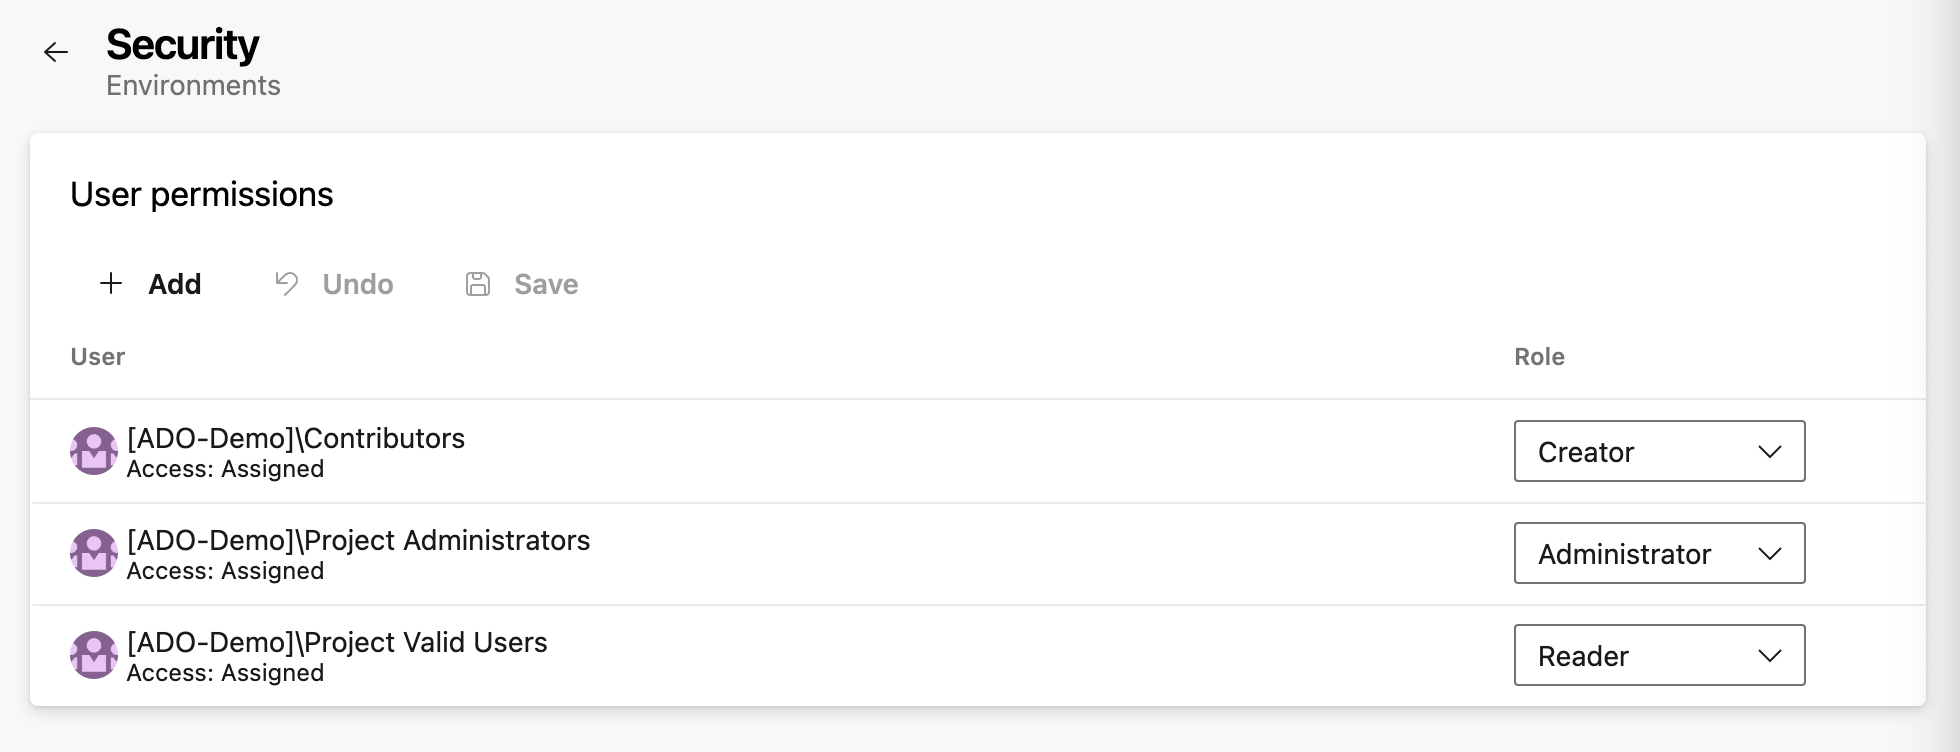 Security
Environments
User permissions
Add Undo Save
User Role
[ADO-Demo]\Contributors
Access: Assigned
Creator
[ADO-Demo]\Project Administrators
Access: Assigned
Administrator
[ADO-Demo]\Project Valid Users
Access: Assigned
Reader